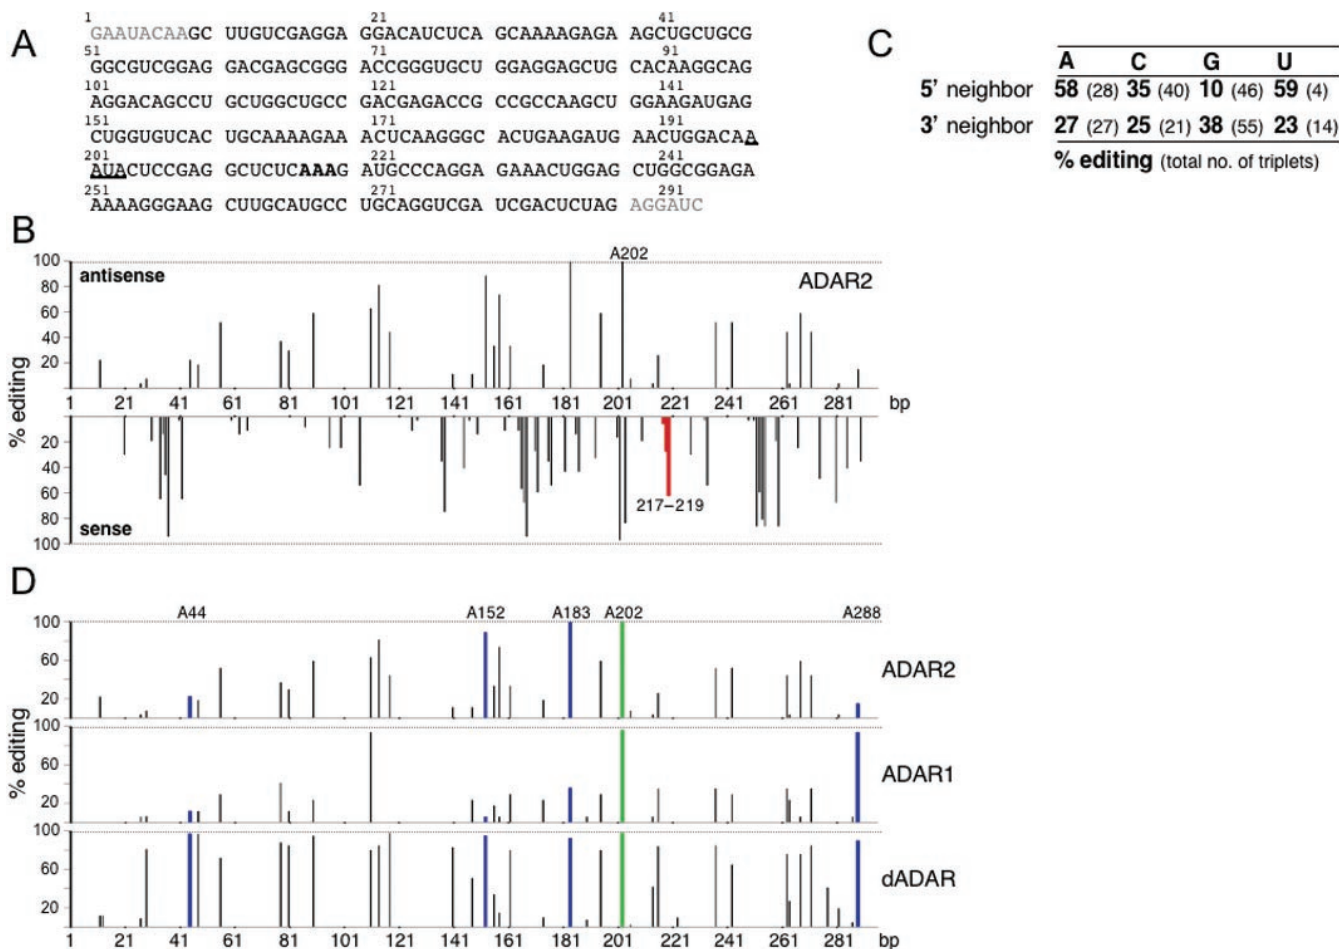 A
1 21 41
GAAUACAAGC UUGUCGAGGA GGACAUCUCA GCAAAAGAGA AGCUGCUGCG
51 71 91
GGCGUCGGAG GACGAGCGGG ACCGGGUGCU GGAGGAGCUG CACAAGGCAG
101 121 141
AGGACAGCCU GCUGGCUGCC GACGAGACCG CCGCCAAGCU GGAAGAUGAG
151 171 191
CUGGUGUCAC UGCAAAAGAA ACUCAAGGGC ACUGAAGAUG AACUGGACAA
201 221 241
AUACUCCGAG GCUCUCAAAG AUGCCCAGGA GAAACUGGAG CUGGCGGAGA
251 271 291
AAAAGGGAAG CUUGCAUGCC UGCAGGUCGA UCGACUCUAG AGGAUC
C
A C G U
5' neighbor 58 (28) 35 (40) 10 (46) 59 (4)
3' neighbor 27 (27) 25 (21) 38 (55) 23 (14)
% editing (total no. of triplets)
B
A202
100
antisense
ADAR2
80
60
40
20
1 21 41 61 81 101 121 141 161 181 201 221 241 261 281 bp
% editing
20
40
60
217–219
80
sense
100
D
A44 A152 A183 A202 A288
100
60
ADAR2
20
100
60
ADAR1
20
% editing
100
60
dADAR
20
1 21 41 61 81 101 121 141 161 181 201 221 241 261 281 bp